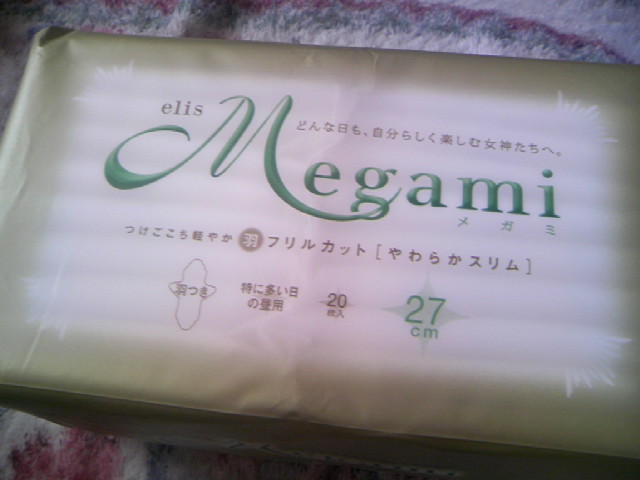 elis
どんな日も、自分らしく楽しむ女神たちへ。
Megami
メガミ
つけごこち軽やか 羽 フリルカット [やわらかスリム]
羽つき
特に多い日
の昼用
20
枚入
27
cm